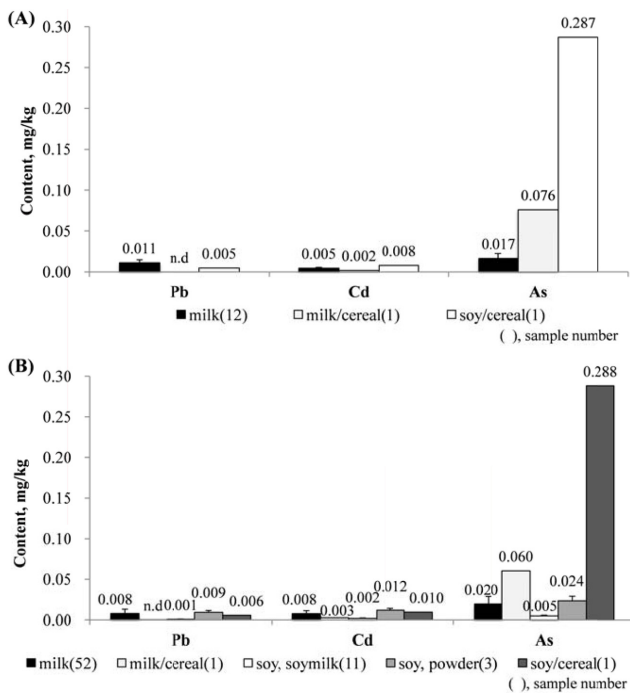 (A)
Content, mg/kg
0.30
0.25
0.20
0.15
0.10
0.05
0.00
0.011 n.d 0.005
0.005 0.002 0.008
0.017 0.076 0.287
Pb Cd As
milk(12) milk/cereal(1) soy/cereal(1)
( ), sample number
(B)
Content, mg/kg
0.30
0.25
0.20
0.15
0.10
0.05
0.00
0.008 n.d 0.001 0.009 0.006
0.008 0.003 0.002 0.012 0.010
0.020 0.060 0.005 0.024 0.288
Pb Cd As
milk(52) milk/cereal(1) soy, soymilk(11) soy, powder(3) soy/cereal(1)
( ), sample number